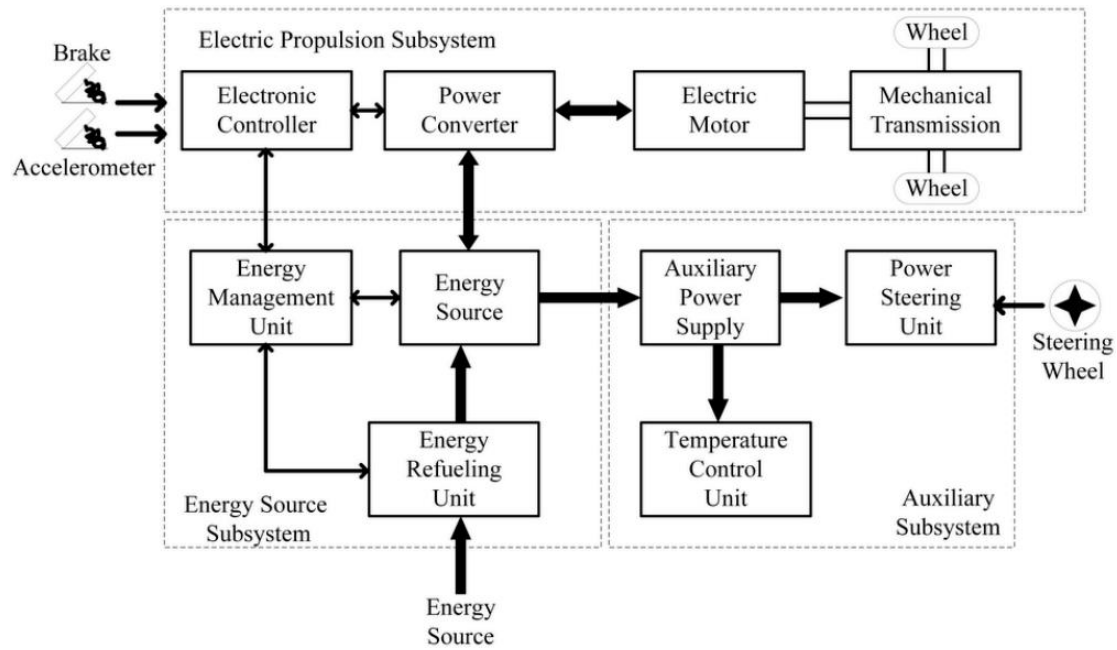 Electric Propulsion Subsystem
Wheel
Brake
Electronic
Controller
Power
Converter
Electric
Motor
Mechanical
Transmission
Accelerometer
Wheel
Energy
Management
Unit
Energy
Source
Auxiliary
Power
Supply
Power
Steering
Unit
Steering
Wheel
Energy
Refueling
Unit
Temperature
Control
Unit
Energy Source
Subsystem
Auxiliary
Subsystem
Energy
Source